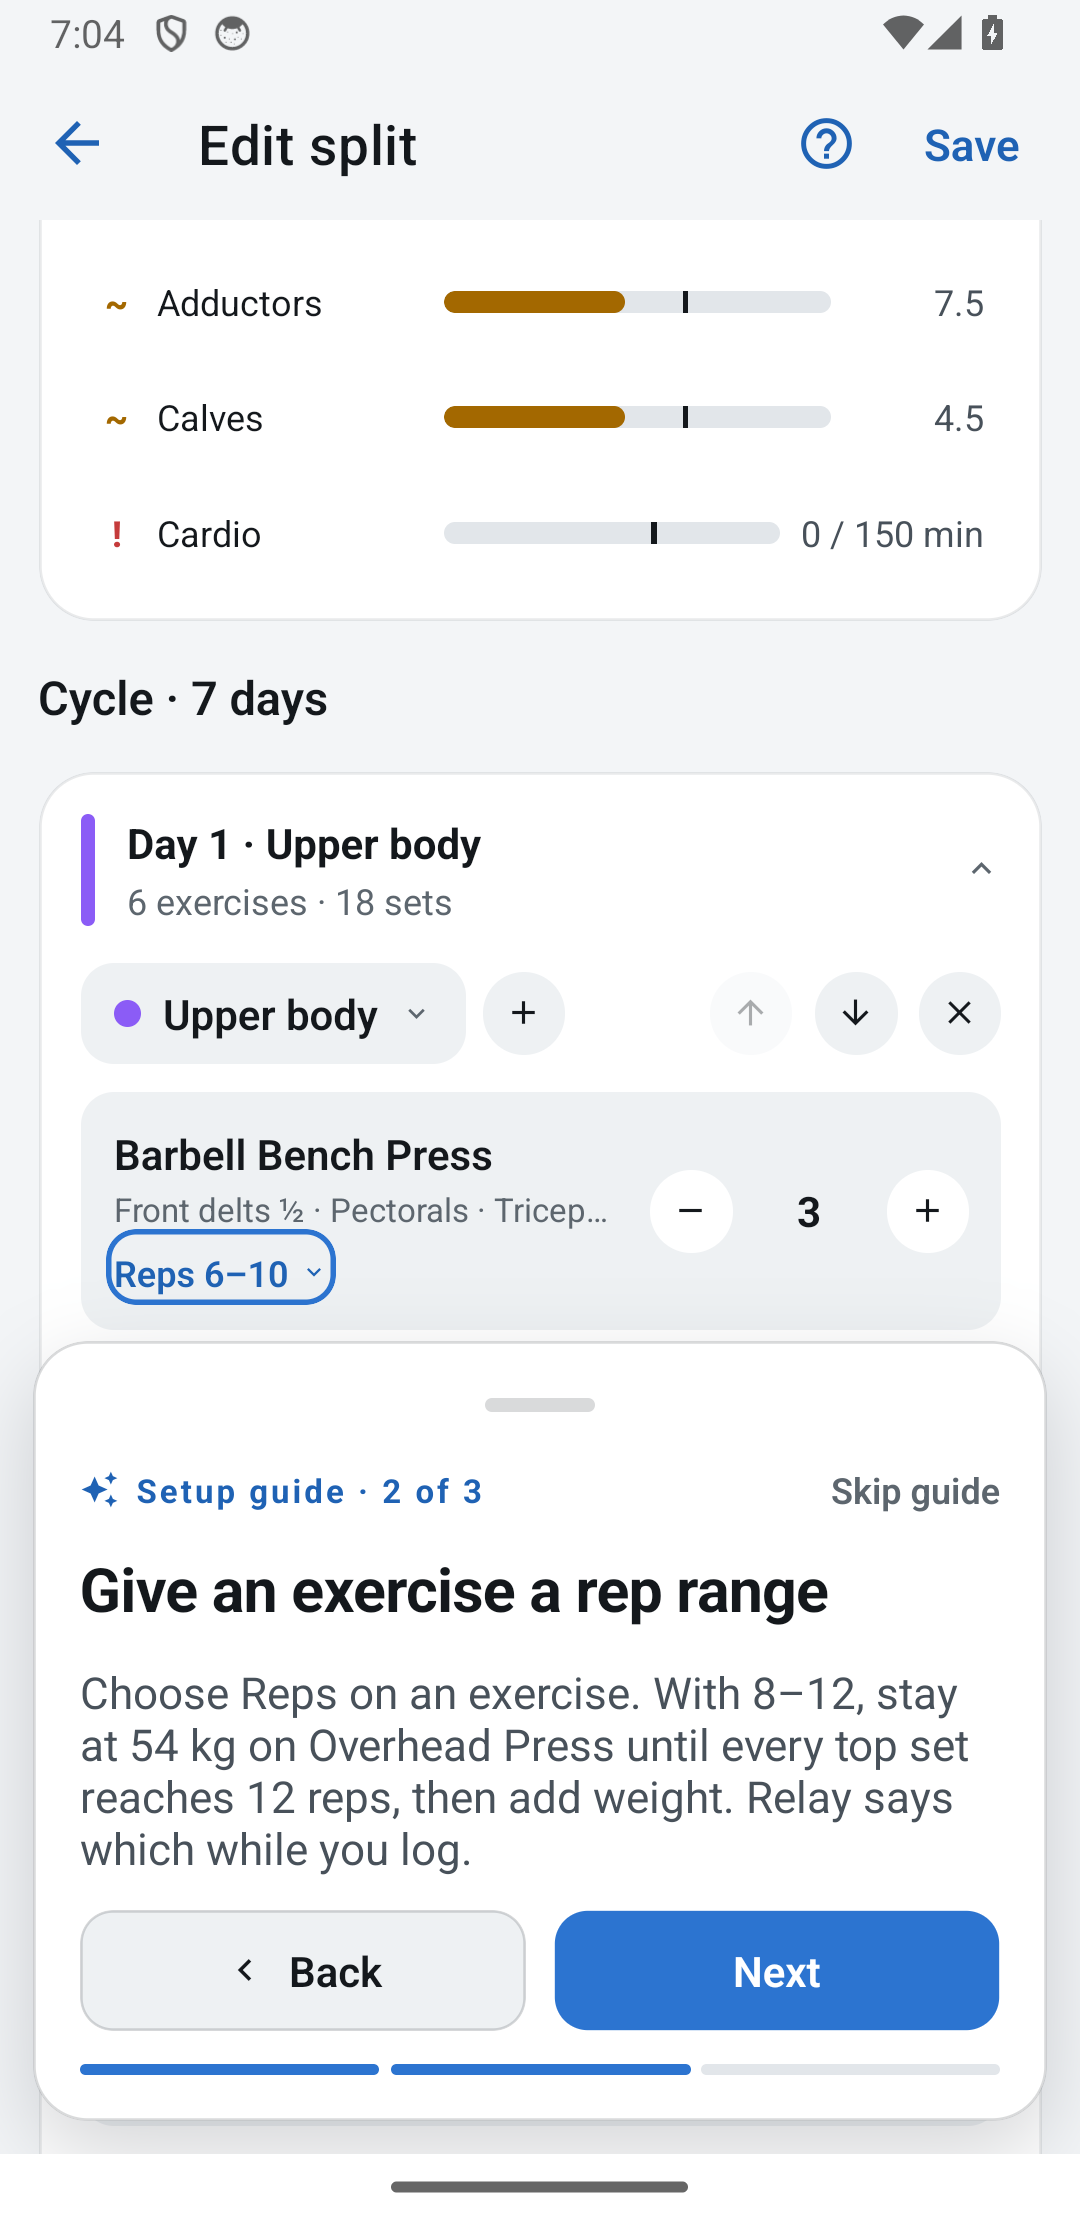 7:04
Edit split
Save
~ Adductors 7.5
~ Calves 4.5
! Cardio 0 / 150 min
Cycle · 7 days
Day 1 · Upper body
6 exercises · 18 sets
Upper body
Barbell Bench Press
Front delts ½ · Pectorals · Tricep...
3
Reps 6–10
Setup guide · 2 of 3
Skip guide
Give an exercise a rep range
Choose Reps on an exercise. With 8–12, stay
at 54 kg on Overhead Press until every top set
reaches 12 reps, then add weight. Relay says
which while you log.
Back
Next